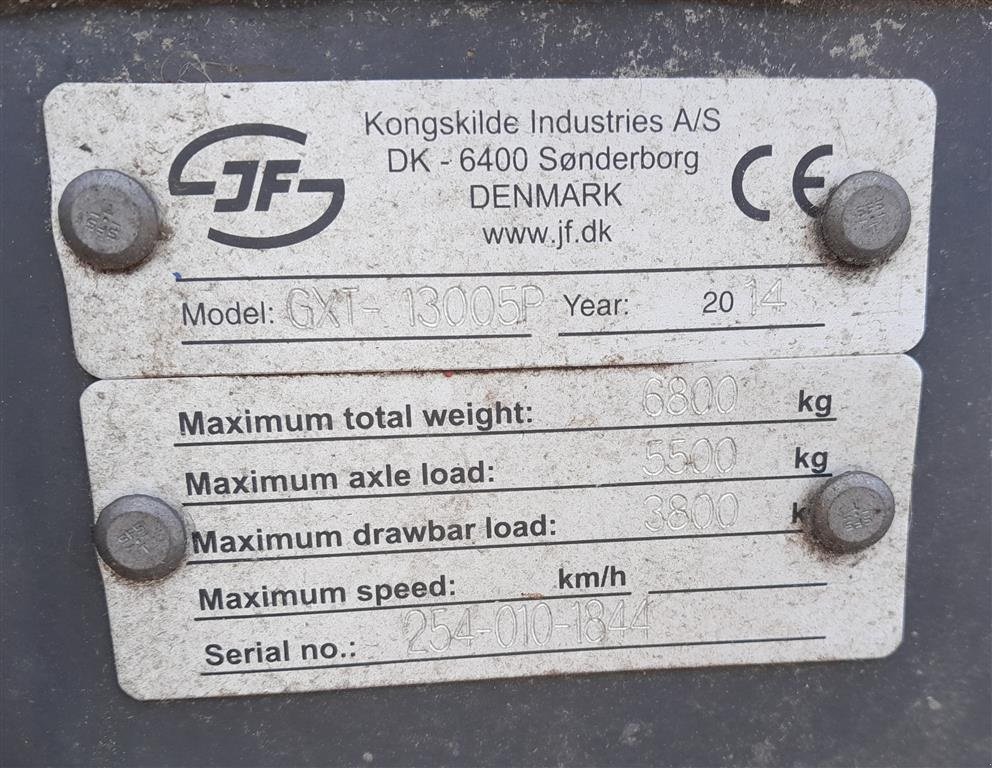 JF
Kongskilde Industries A/S
DK - 6400 Sønderborg
DENMARK
www.jf.dk
CE
Model: GXT- 13005P Year: 2014
Maximum total weight: 6800 kg
Maximum axle load: 5500 kg
Maximum drawbar load: 3800 k
Maximum speed: km/h
Serial no.: 254-010-1844